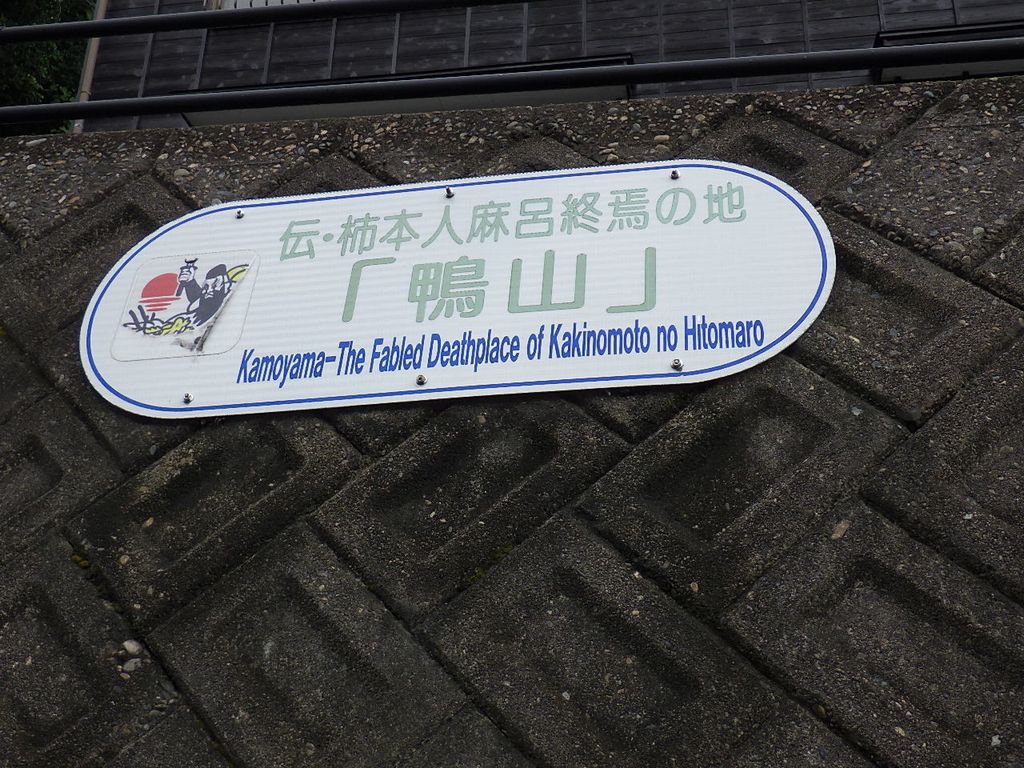 伝・柿本人麻呂終焉の地
「鴨山」
Kamoyama-The Fabled Deathplace of Kakinomoto no Hitomaro